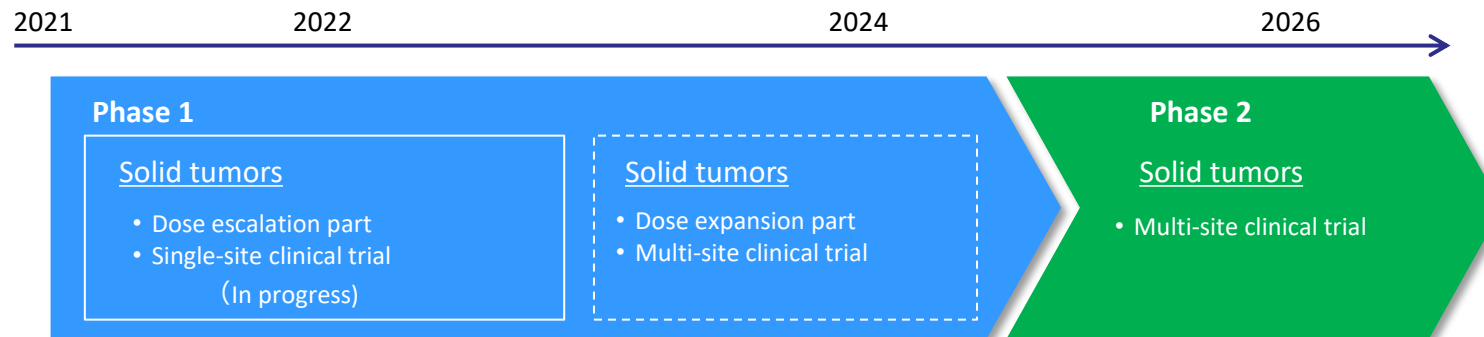 2021 2022 2024 2026
Phase 1
Solid tumors
• Dose escalation part
• Single-site clinical trial
（In progress)
Solid tumors
• Dose expansion part
• Multi-site clinical trial
Phase 2
Solid tumors
• Multi-site clinical trial